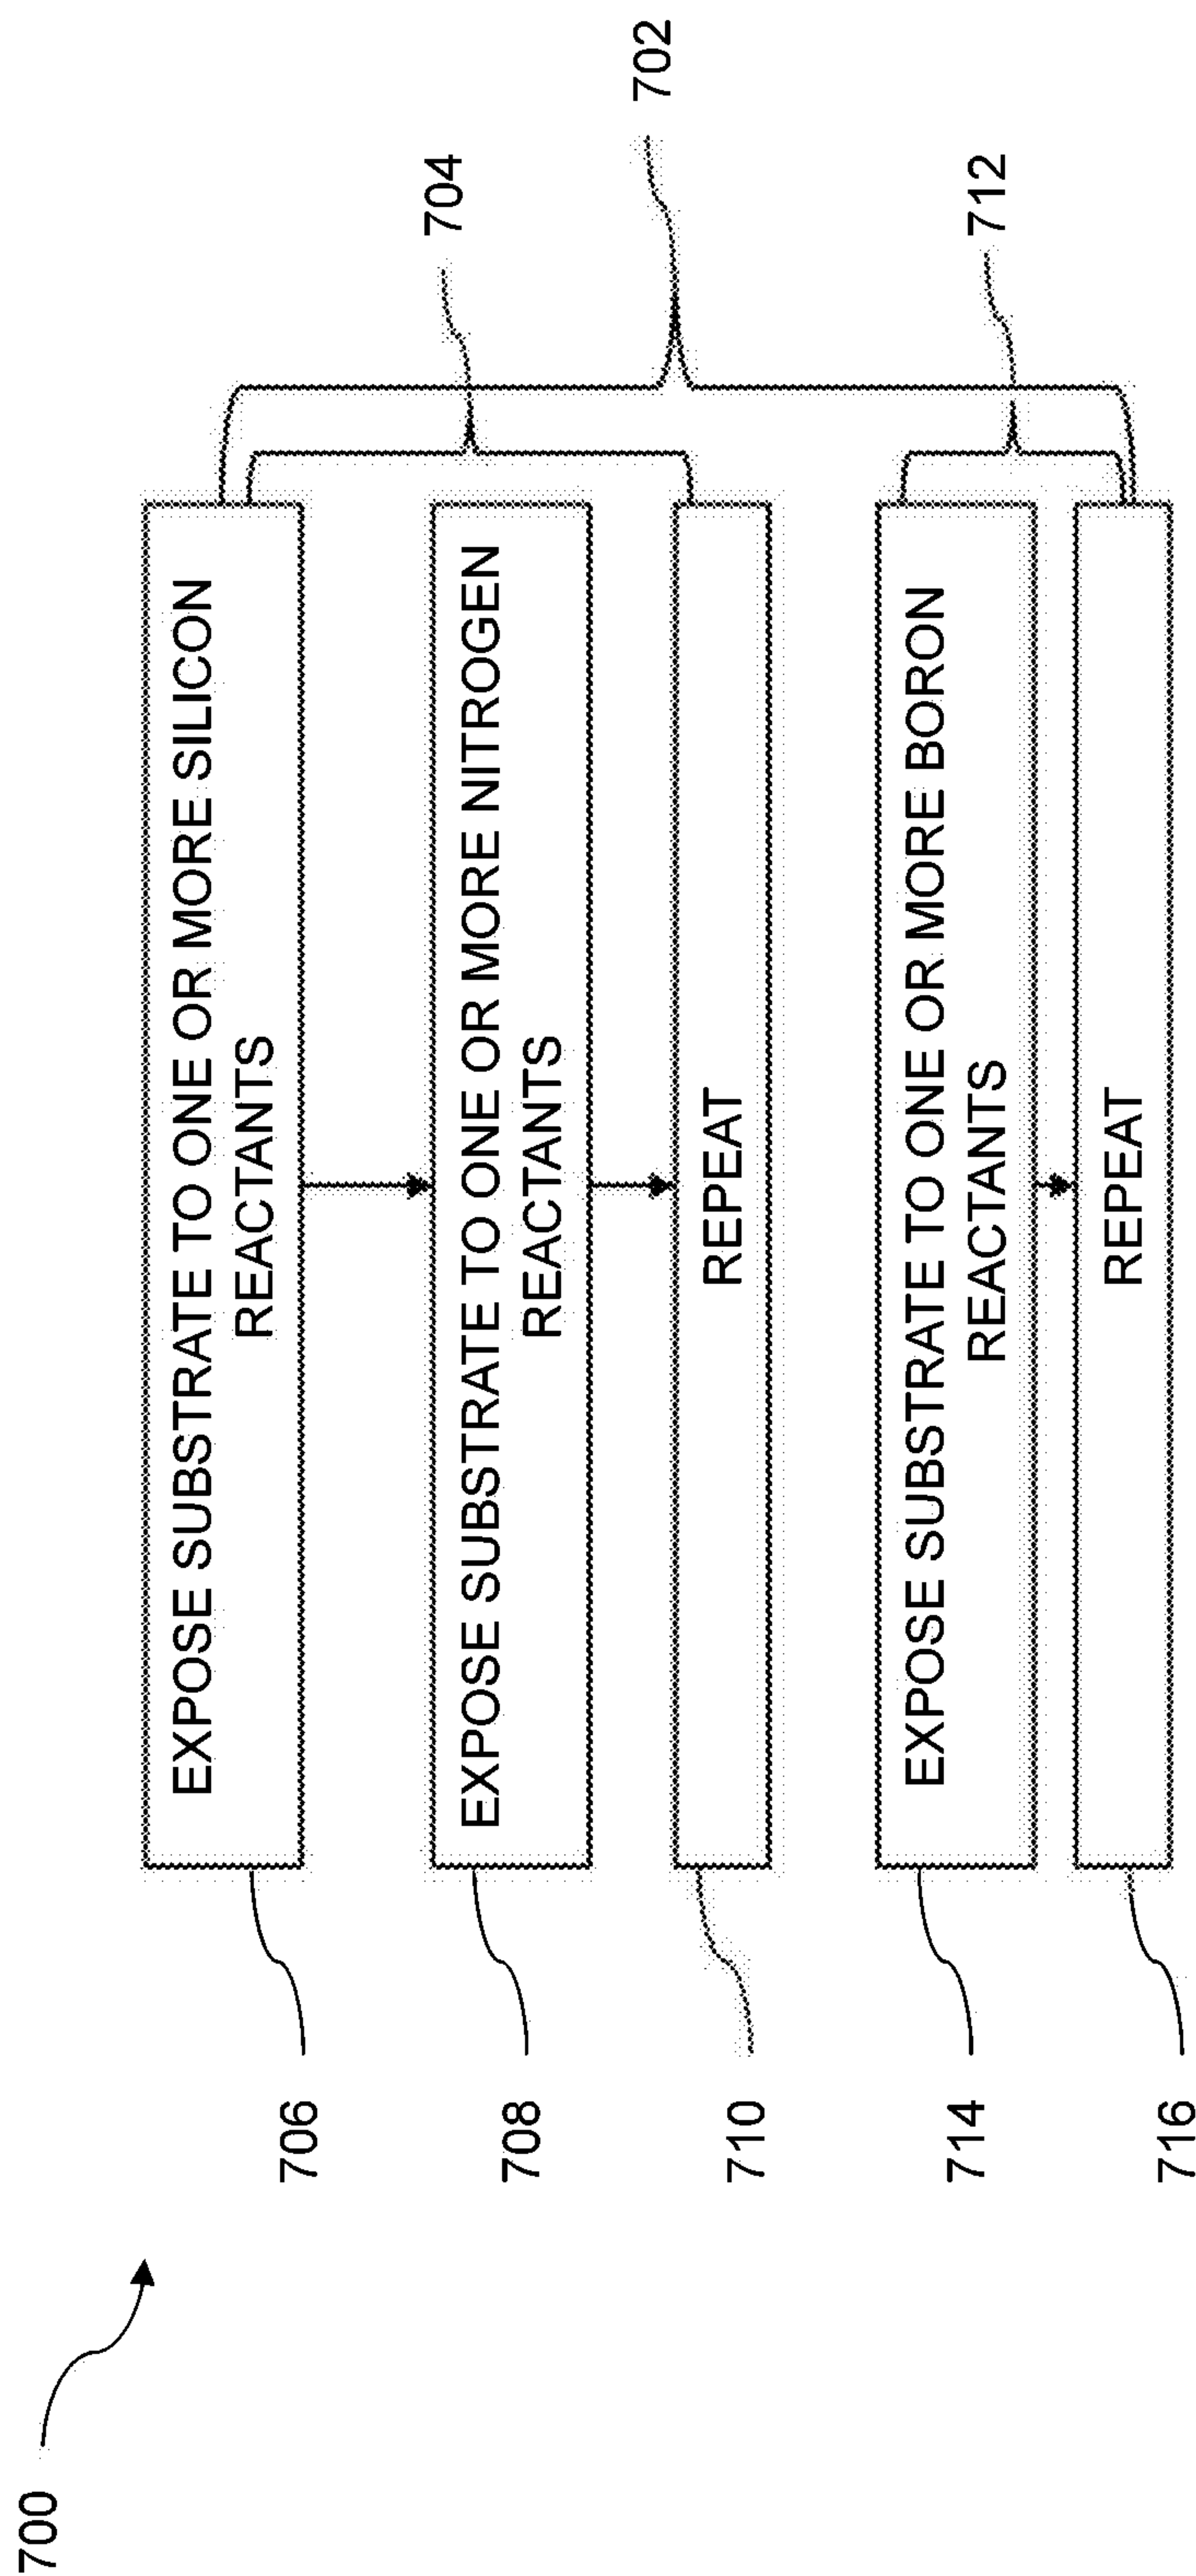 700
706
EXPOSE SUBSTRATE TO ONE OR MORE SILICON
REACTANTS
708
EXPOSE SUBSTRATE TO ONE OR MORE NITROGEN
REACTANTS
704
710
REPEAT
702
714
EXPOSE SUBSTRATE TO ONE OR MORE BORON
REACTANTS
712
716
REPEAT